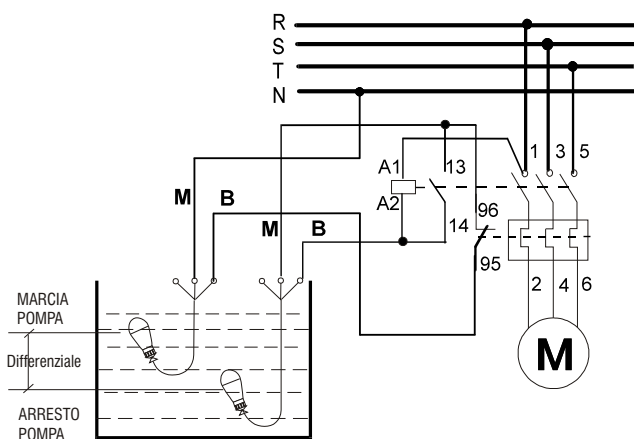 R
S
T
N
1 3 5
A1 13
A2
M B M B 14 96
95
2 4 6
M
MARCIA
POMPA
Differenziale
ARRESTO
POMPA